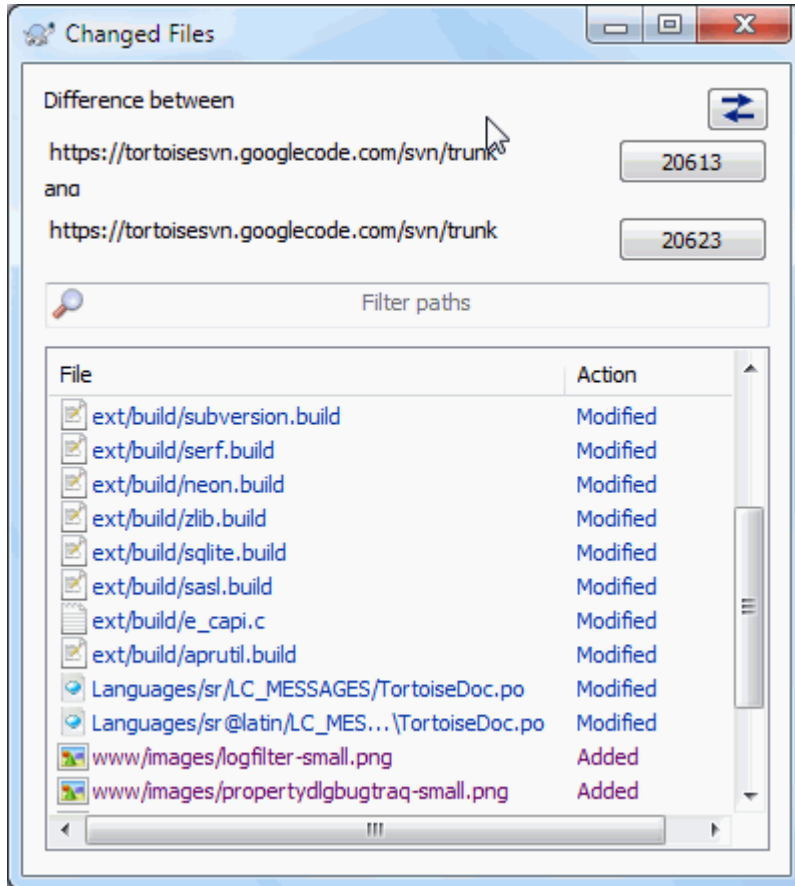 Changed Files
Difference between
https://tortoisesvn.googlecode.com/svn/trunk
20613
and
https://tortoisesvn.googlecode.com/svn/trunk
20623
Filter paths
File Action
ext/build/subversion.build Modified
ext/build/serf.build Modified
ext/build/neon.build Modified
ext/build/zlib.build Modified
ext/build/sqlite.build Modified
ext/build/sasl.build Modified
ext/build/e_capi.c Modified
ext/build/aprutil.build Modified
Languages/sr/LC_MESSAGES/TortoiseDoc.po Modified
Languages/sr@latin/LC_MES...\TortoiseDoc.po Modified
www/images/logfilter-small.png Added
www/images/propertydlgbugtraq-small.png Added